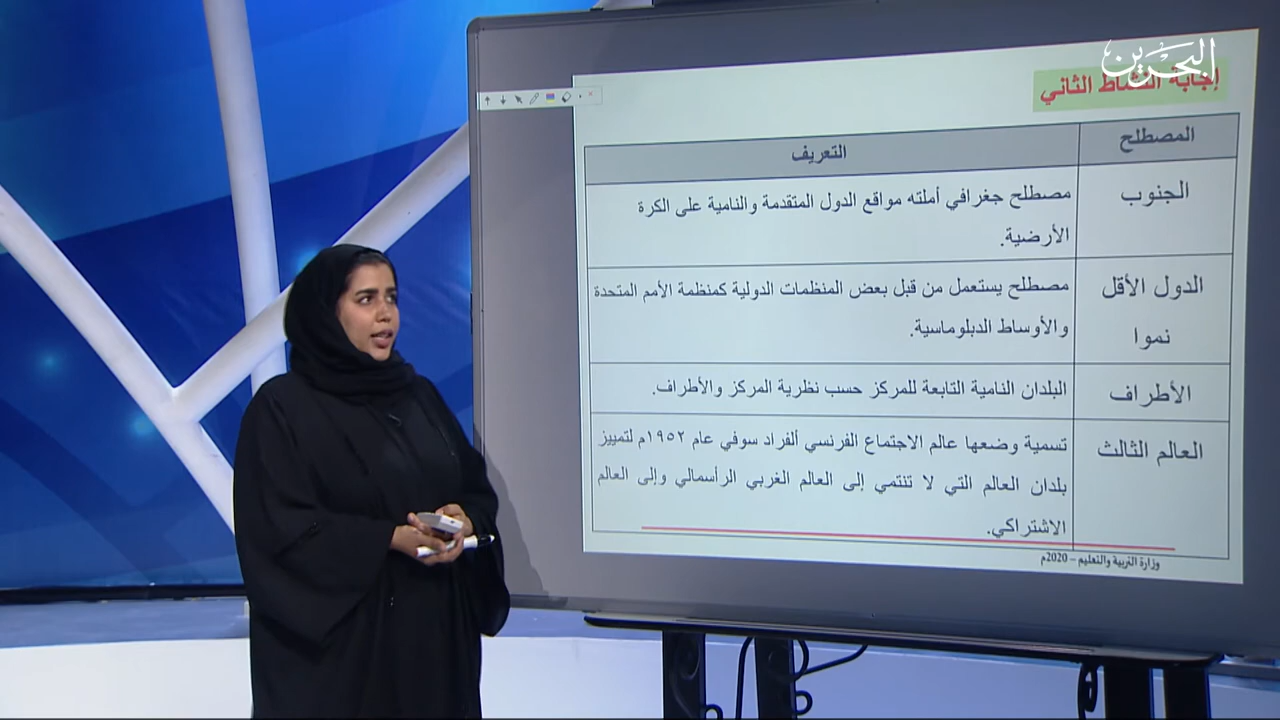 البحرين
إجابة النشاط الثاني
المصطلح
التعريف
الجنوب
مصطلح جغرافي أملته مواقع الدول المتقدمة والنامية على الكرة
الأرضية.
الدول الأقل
نموا
مصطلح يستعمل من قبل بعض المنظمات الدولية كمنظمة الأمم المتحدة
والأوساط الدبلوماسية.
الأطراف
البلدان النامية التابعة للمركز حسب نظرية المركز والأطراف.
العالم الثالث
تسمية وضعها عالم الاجتماع الفرنسي ألفراد سوفي عام ١٩٥٢م لتمييز
بلدان العالم التي لا تنتمي إلى العالم الغربي الرأسمالي وإلى العالم
الاشتراكي.
وزارة التربية والتعليم – 2020م